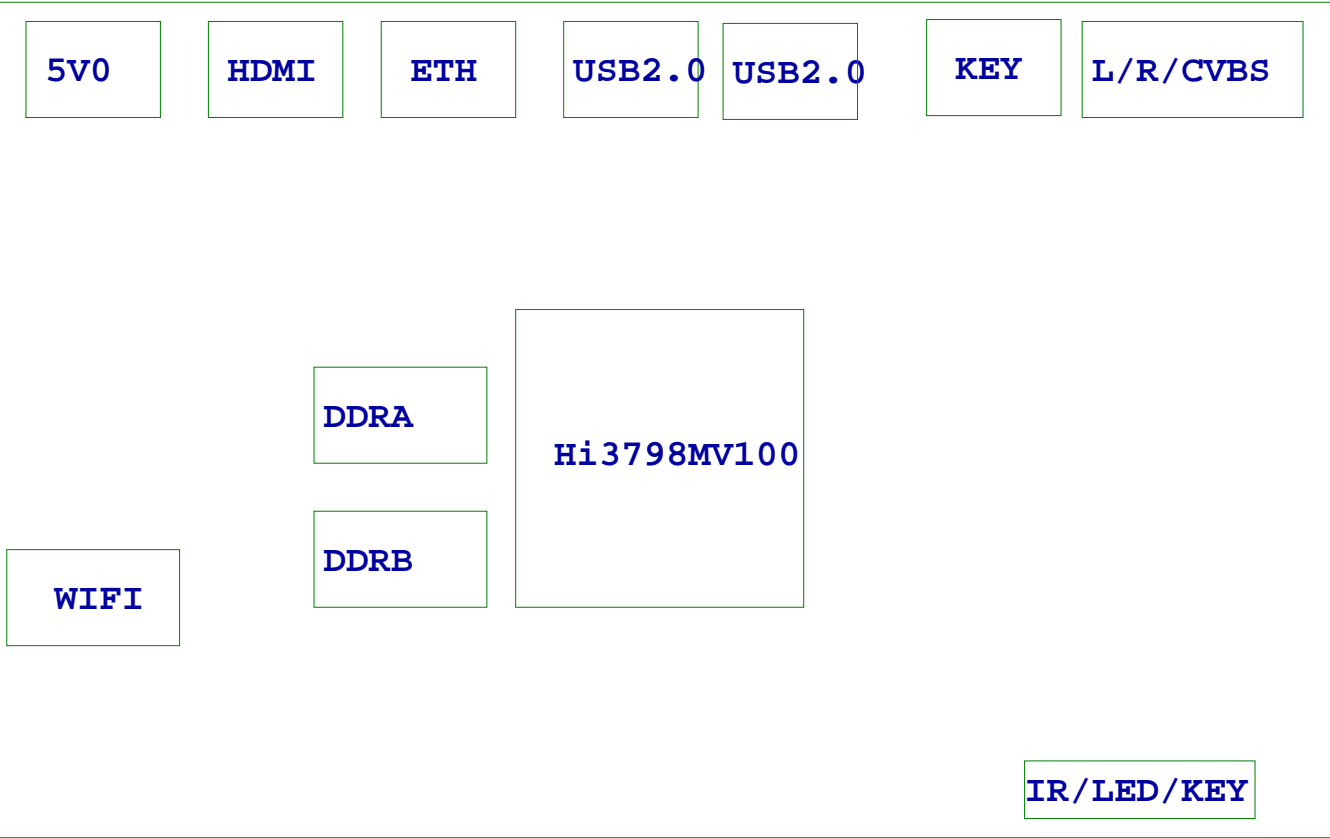 5V0
HDMI
ETH
USB2.0
USB2.0
KEY
L/R/CVBS
DDRA
Hi3798MV100
DDRB
WIFI
IR/LED/KEY